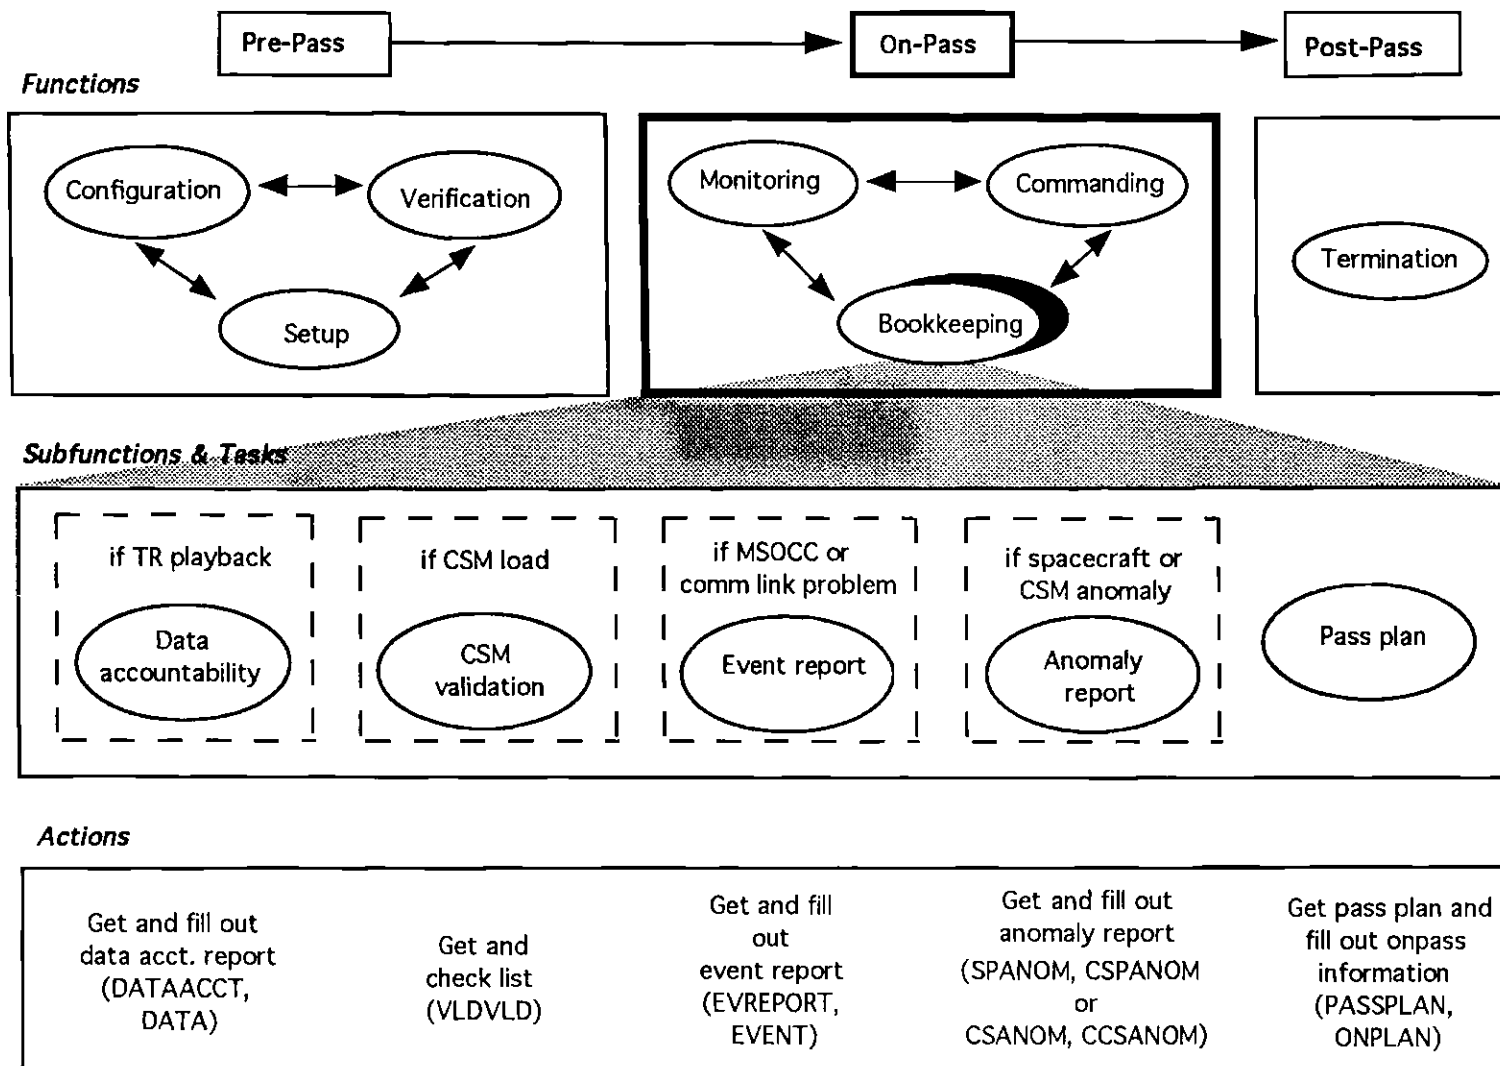 Pre-Pass
On-Pass
Post-Pass
Functions
Configuration
Verification
Setup
Monitoring
Commanding
Bookkeeping
Termination
Subfunctions & Tasks
if TR playback
Data
accountability
if CSM load
CSM
validation
if MSOCC or
comm link problem
Event report
if spacecraft or
CSM anomaly
Anomaly
report
Pass plan
Actions
Get and fill out
data acct. report
(DATAACCT,
DATA)
Get and
check list
(VLDVLD)
Get and fill
out
event report
(EVREPORT,
EVENT)
Get and fill out
anomaly report
(SPANOM, CSPANOM
or
CSANOM, CCSANOM)
Get pass plan and
fill out onpass
information
(PASSPLAN,
ONPLAN)